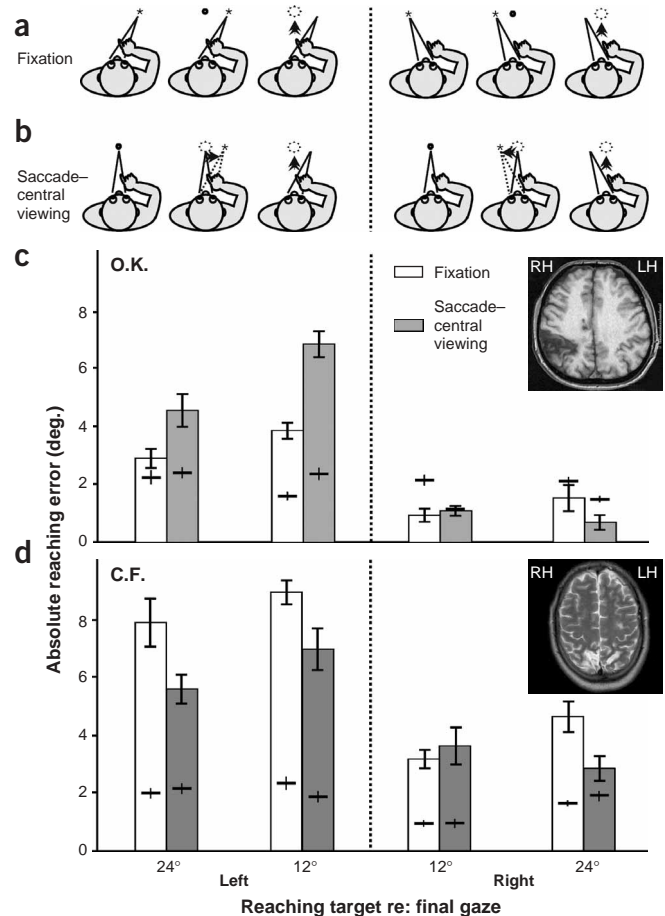 a
Fixation
b
Saccade–
central
viewing
c
O.K.
Fixation
Saccade–
central
viewing
RH LH
8
6
4
2
0
Absolute reaching error (deg.)
d
C.F.
RH LH
8
6
4
2
0
24° 12° 12° 24°
Left Right
Reaching target re: final gaze